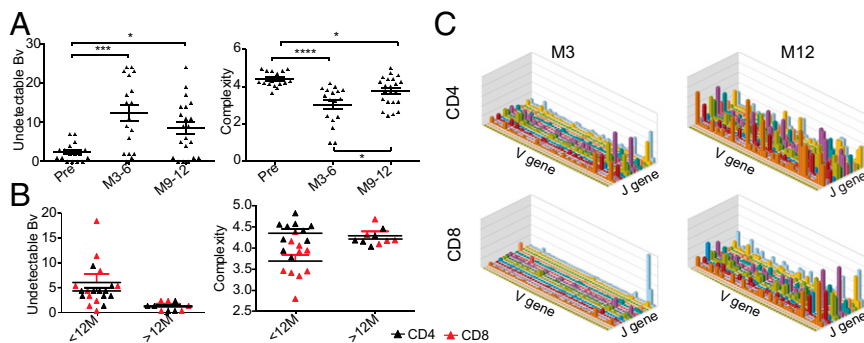 A
Undetectable Bv
30
20
10
0
***
*
Pre
M3-6
M9-12
Complexity
6
4
2
0
****
*
*
Pre
M3-6
M9-12
B
Undetectable Bv
20
15
10
5
0
<12M
>12M
Complexity
5.0
4.5
4.0
3.5
3.0
2.5
<12M
>12M
CD4
CD8
C
M3
M12
CD4
V gene
J gene
V gene
J gene
CD8
V gene
J gene
V gene
J gene